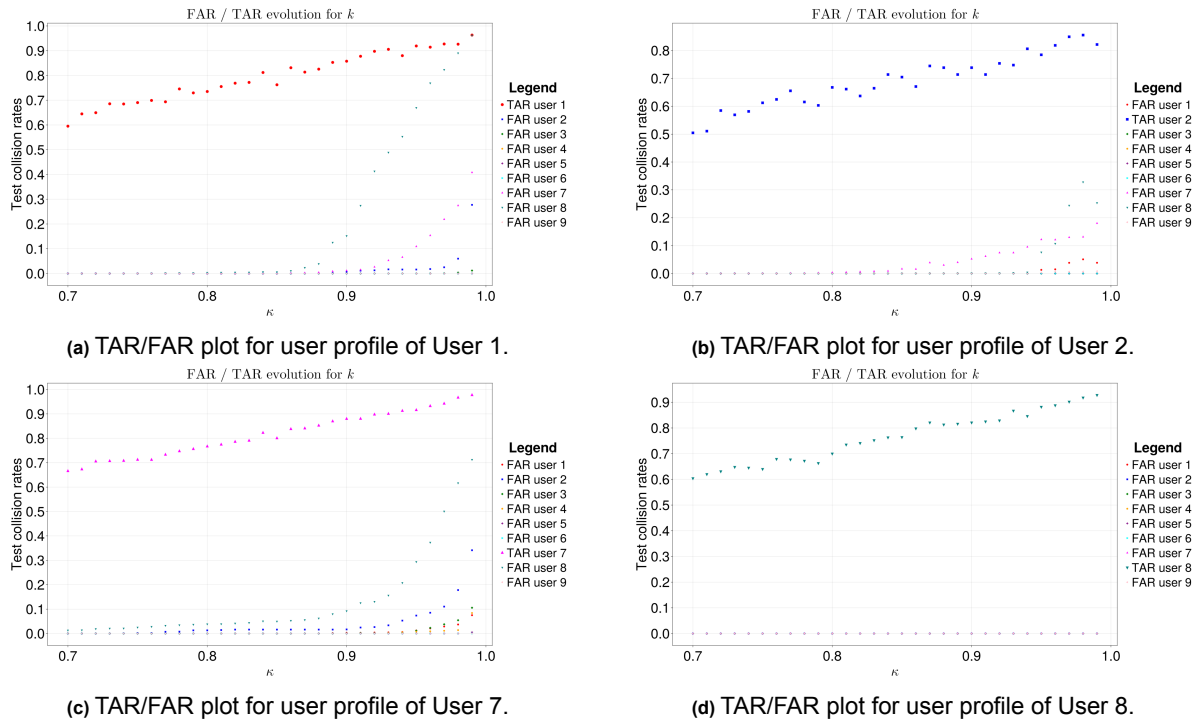 FAR / TAR evolution for k
1.0
0.9
0.8
0.7
0.6
0.5
0.4
0.3
0.2
0.1
0.0
Test collision rates
0.7
0.8
0.9
1.0
κ
Legend
TAR user 1
FAR user 2
FAR user 3
FAR user 4
FAR user 5
FAR user 6
FAR user 7
FAR user 8
FAR user 9
(a) TAR/FAR plot for user profile of User 1.
FAR / TAR evolution for k
0.8
0.7
0.6
0.5
0.4
0.3
0.2
0.1
0.0
Test collision rates
0.7
0.8
0.9
1.0
κ
Legend
FAR user 1
TAR user 2
FAR user 3
FAR user 4
FAR user 5
FAR user 6
FAR user 7
FAR user 8
FAR user 9
(b) TAR/FAR plot for user profile of User 2.
FAR / TAR evolution for k
1.0
0.9
0.8
0.7
0.6
0.5
0.4
0.3
0.2
0.1
0.0
Test collision rates
0.7
0.8
0.9
1.0
κ
Legend
FAR user 1
FAR user 2
FAR user 3
FAR user 4
FAR user 5
FAR user 6
TAR user 7
FAR user 8
FAR user 9
(c) TAR/FAR plot for user profile of User 7.
FAR / TAR evolution for k
0.9
0.8
0.7
0.6
0.5
0.4
0.3
0.2
0.1
0.0
Test collision rates
0.7
0.8
0.9
1.0
κ
Legend
FAR user 1
FAR user 2
FAR user 3
FAR user 4
FAR user 5
FAR user 6
FAR user 7
TAR user 8
FAR user 9
(d) TAR/FAR plot for user profile of User 8.